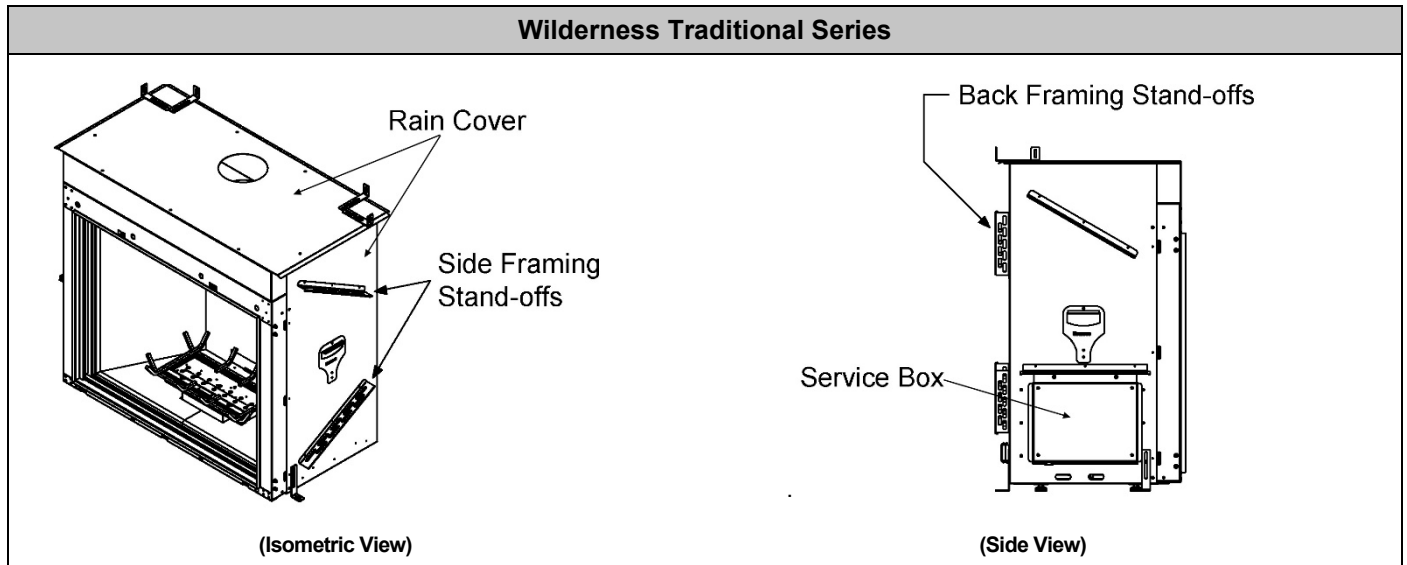 Wilderness Traditional Series
Rain Cover
Side Framing
Stand-offs
(Isometric View)
Back Framing Stand-offs
Service Box
(Side View)